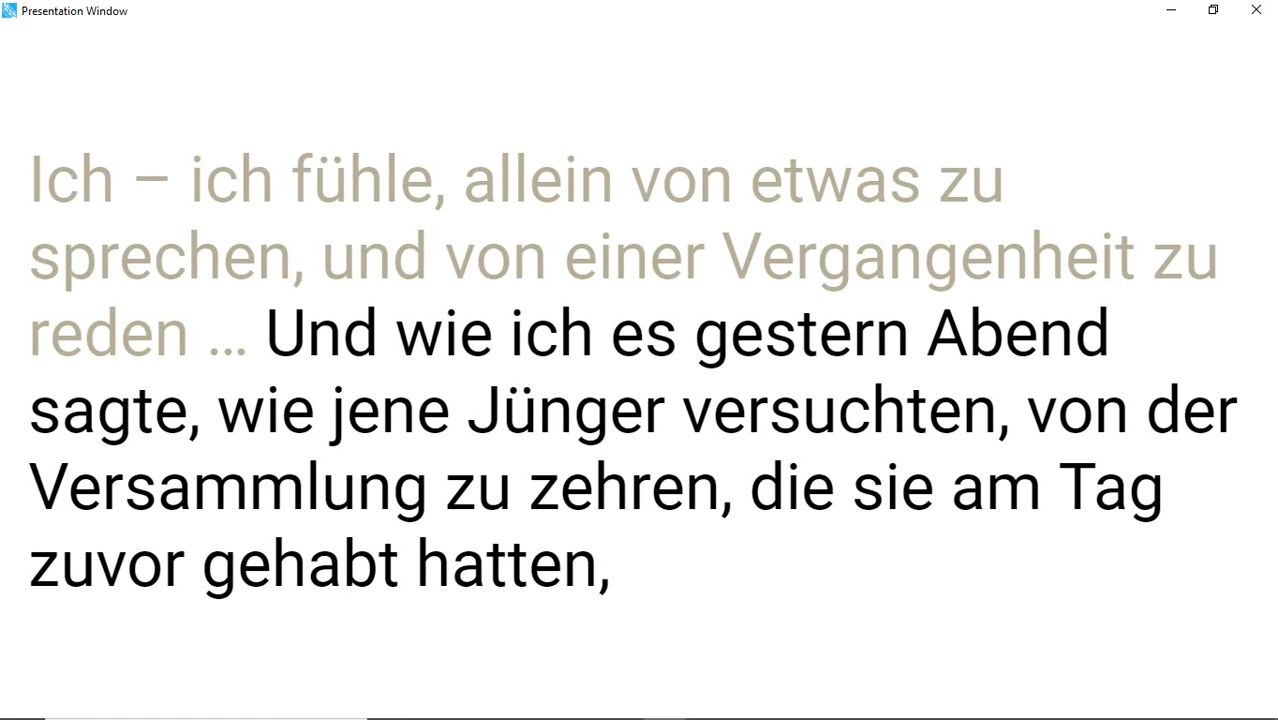 Presentation Window
Ich – ich fühle, allein von etwas zu
sprechen, und von einer Vergangenheit zu
reden ... Und wie ich es gestern Abend
sagte, wie jene Jünger versuchten, von der
Versammlung zu zehren, die sie am Tag
zuvor gehabt hatten,